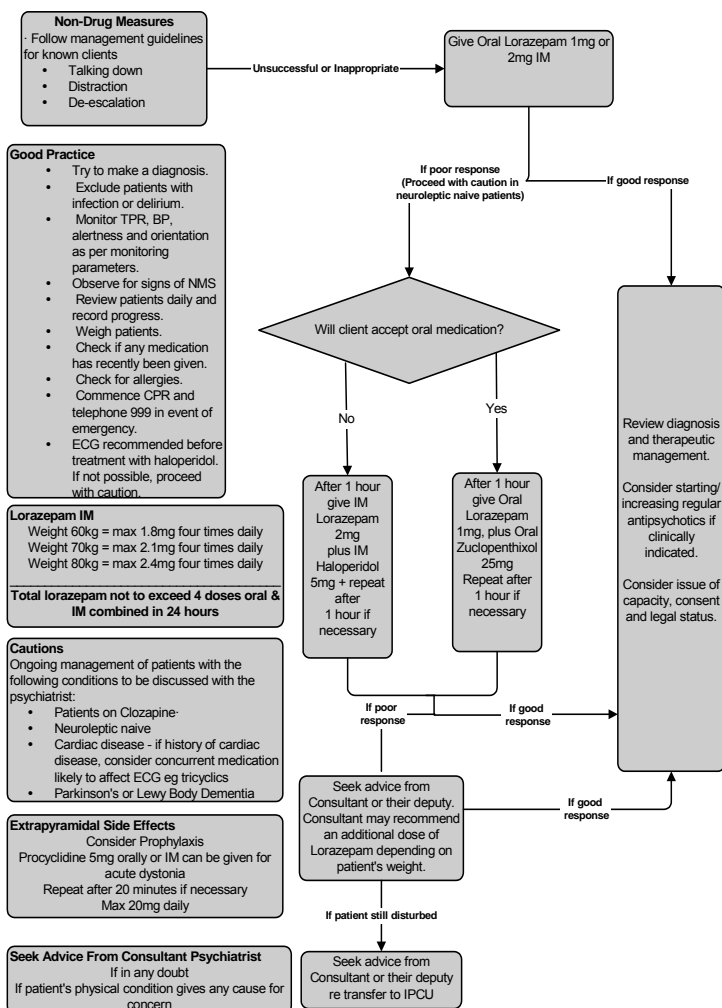 Non-Drug Measures
· Follow management guidelines
for known clients
• Talking down
• Distraction
• De-escalation
Unsuccessful or Inappropriate
Give Oral Lorazepam 1mg or
2mg IM
Good Practice
• Try to make a diagnosis.
• Exclude patients with
infection or delirium.
• Monitor TPR, BP,
alertness and orientation
as per monitoring
parameters.
• Observe for signs of NMS
• Review patients daily and
record progress.
• Weigh patients.
• Check if any medication
has recently been given.
• Check for allergies.
• Commence CPR and
telephone 999 in event of
emergency.
• ECG recommended before
treatment with haloperidol.
If not possible, proceed
with caution.
If poor response
(Proceed with caution in
neuroleptic naive patients)
If good response
Will client accept oral medication?
No
Yes
After 1 hour
give IM
Lorazepam
2mg
plus IM
Haloperidol
5mg + repeat
after
1 hour if
necessary
After 1 hour
give Oral
Lorazepam
1mg, plus Oral
Zuclopenthixol
25mg
Repeat after
1 hour if
necessary
Review diagnosis
and therapeutic
management.
Consider starting/
increasing regular
antipsychotics if
clinically
indicated.
Consider issue of
capacity, consent
and legal status.
Lorazepam IM
Weight 60kg = max 1.8mg four times daily
Weight 70kg = max 2.1mg four times daily
Weight 80kg = max 2.4mg four times daily
Total lorazepam not to exceed 4 doses oral &
IM combined in 24 hours
Cautions
Ongoing management of patients with the
following conditions to be discussed with the
psychiatrist:
• Patients on Clozapine·
• Neuroleptic naive
• Cardiac disease - if history of cardiac
disease, consider concurrent medication
likely to affect ECG eg tricyclics
• Parkinson's or Lewy Body Dementia
If poor
response
If good
response
Seek advice from
Consultant or their deputy.
Consultant may recommend
an additional dose of
Lorazepam depending on
patient's weight.
If good
response
Extrapyramidal Side Effects
Consider Prophylaxis
Procyclidine 5mg orally or IM can be given for
acute dystonia
Repeat after 20 minutes if necessary
Max 20mg daily
If patient still disturbed
Seek advice from
Consultant or their deputy
re transfer to IPCU
Seek Advice From Consultant Psychiatrist
If in any doubt
If patient's physical condition gives any cause for
concern